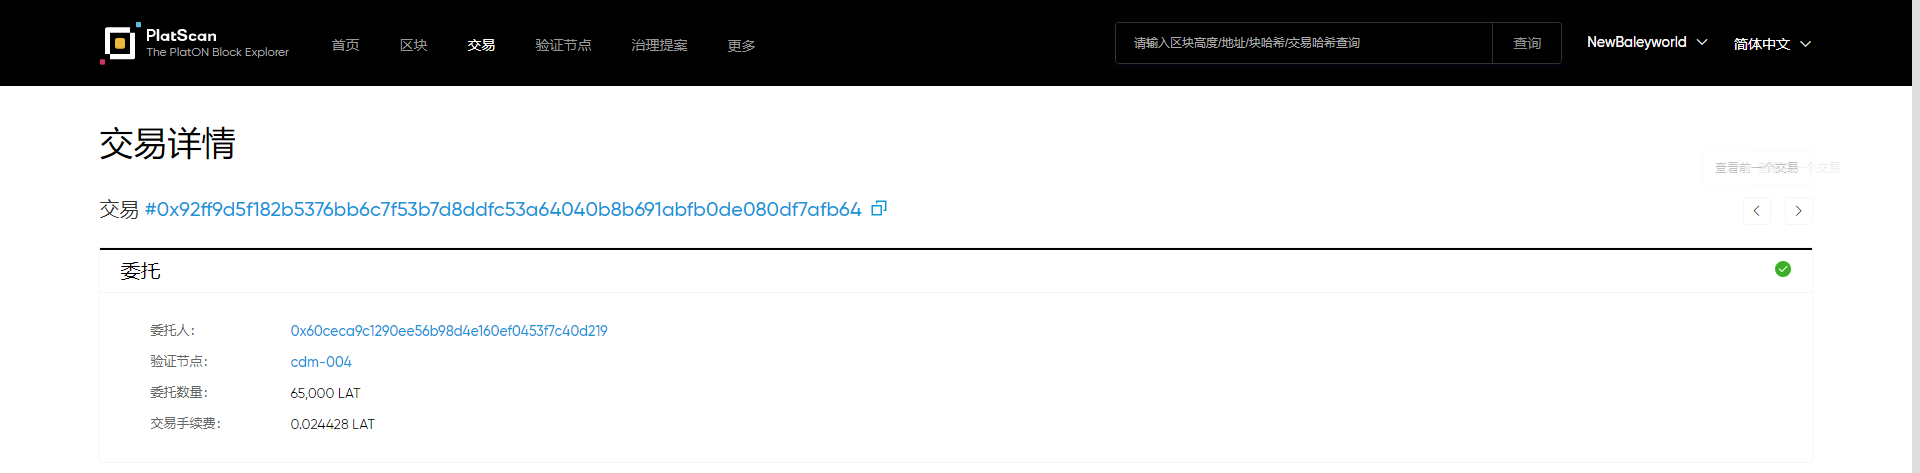 PlatScan
The PlatON Block Explorer
首页 区块 交易 验证节点 治理提案 更多
请输入区块高度/地址/块哈希/交易哈希查询 查询 NewBaleyworld 简体中文
交易详情
查看前一个交易
个交易
交易 #0x92ff9d5f182b5376bb6c7f53b7d8ddfc53a64040b8b691abfb0de080df7afb64
委托
委托人: 0x60ceca9c1290ee56b98d4e160ef0453f7c40d219
验证节点: cdm-004
委托数量: 65,000 LAT
交易手续费: 0.024428 LAT